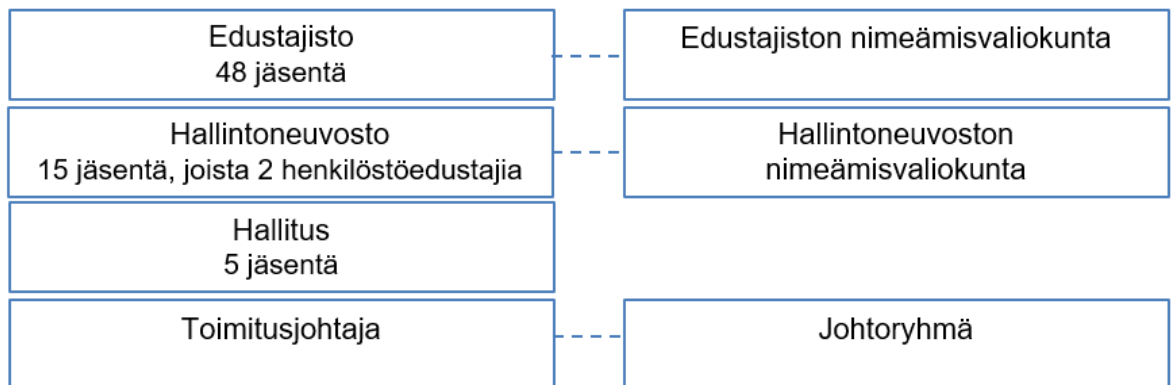 Edustajisto
48 jäsentä
Edustajiston nimeämisvaliokunta
Hallintoneuvosto
15 jäsentä, joista 2 henkilöstöedustajia
Hallintoneuvoston
nimeämisvaliokunta
Hallitus
5 jäsentä
Toimitusjohtaja
Johtoryhmä